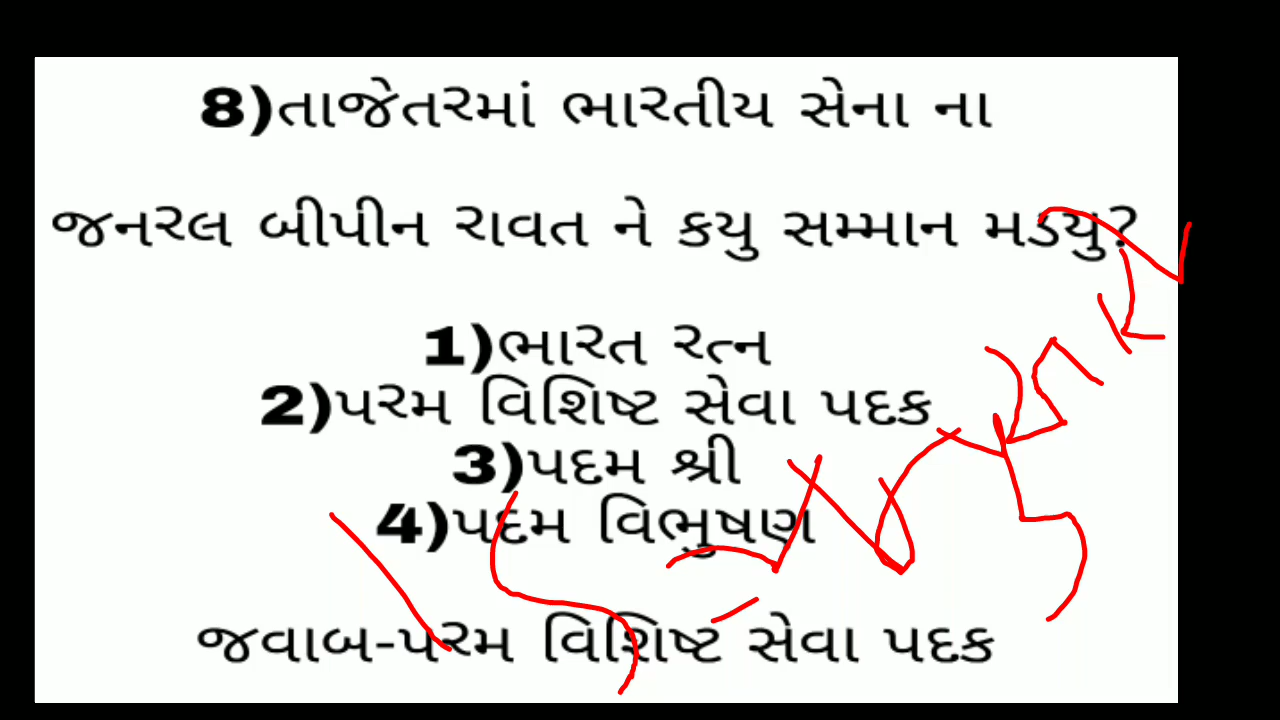 8)તાજેતરમાં ભારતીય સેના ના
જનરલ બીપીન રાવત ને કયુ સમ્માન મડયુ?
1)ભારત રત્ન
2)પરમ વિશિષ્ટ સેવા પદક
3)પદમ શ્રી
4)પદમ વિભુષણ
જવાબ-પરમ વિશિષ્ટ સેવા પદક